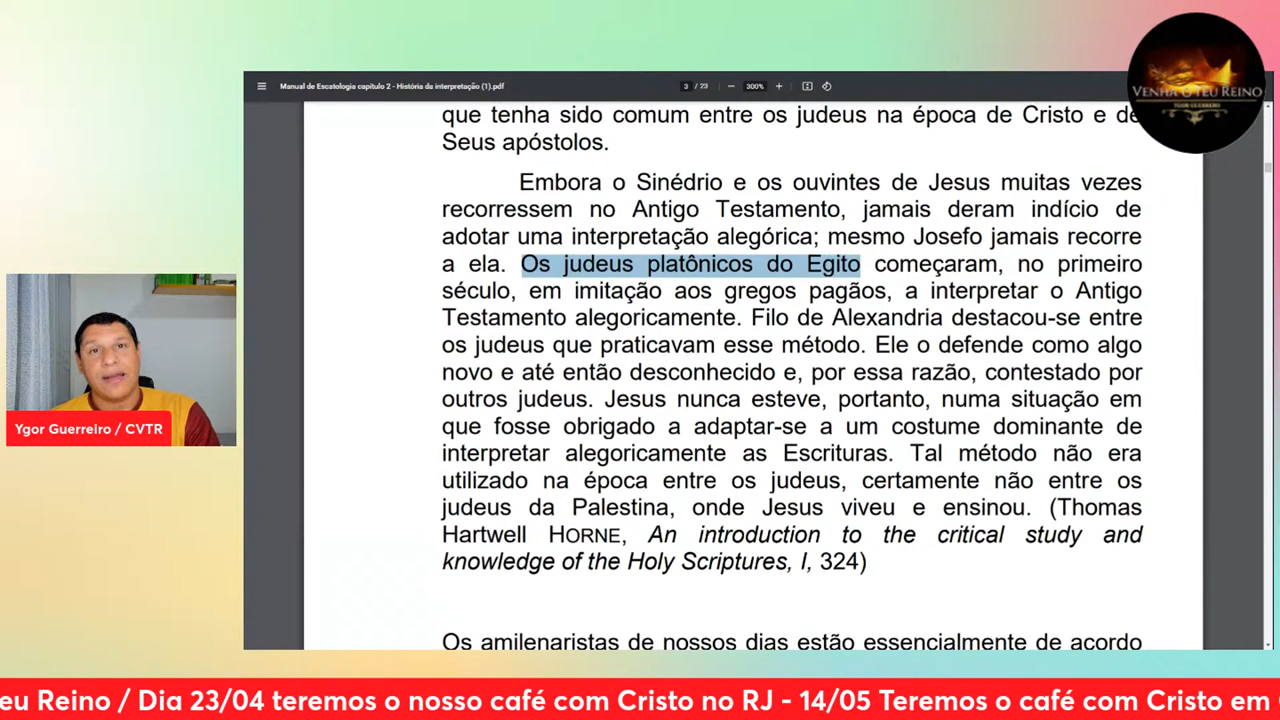 VENHA O TEU REINO
YGOR GUERREIRO
Manual de Escatologia capítulo 2 - História da interpretação (1).pdf
3 / 23
300%
que tenha sido comum entre os judeus na época de Cristo e de
Seus apóstolos.
Embora o Sinédrio e os ouvintes de Jesus muitas vezes
recorressem no Antigo Testamento, jamais deram indício de
adotar uma interpretação alegórica; mesmo Josefo jamais recorre
a ela. Os judeus platônicos do Egito começaram, no primeiro
século, em imitação aos gregos pagãos, a interpretar o Antigo
Testamento alegoricamente. Filo de Alexandria destacou-se entre
os judeus que praticavam esse método. Ele o defende como algo
novo e até então desconhecido e, por essa razão, contestado por
outros judeus. Jesus nunca esteve, portanto, numa situação em
que fosse obrigado a adaptar-se a um costume dominante de
interpretar alegoricamente as Escrituras. Tal método não era
utilizado na época entre os judeus, certamente não entre os
judeus da Palestina, onde Jesus viveu e ensinou. (Thomas
Hartwell HORNE, An introduction to the critical study and
knowledge of the Holy Scriptures, I, 324)
Os amilenaristas de nossos dias estão essencialmente de acordo
Ygor Guerreiro / CVTR
eu Reino / Dia 23/04 teremos o nosso café com Cristo no RJ - 14/05 Teremos o café com Cristo em